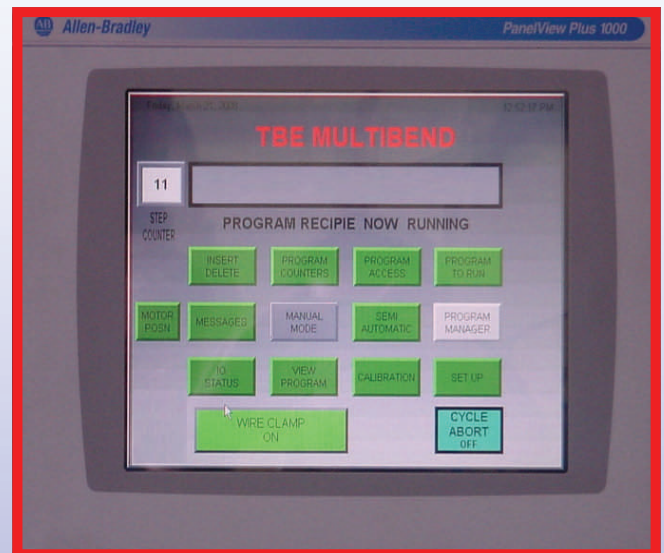 AB Allen-Bradley
PanelView Plus 1000
TBE MULTIBEND
11
STEP
COUNTER
PROGRAM RECIPIE NOW RUNNING
INSERT
DELETE
PROGRAM
COUNTERS
PROGRAM
ACCESS
PROGRAM
TO RUN
MOTOR
POSN
MESSAGES
MANUAL
MODE
SEMI
AUTOMATIC
PROGRAM
MANAGER
IO
STATUS
VIEW
PROGRAM
CALIBRATION
SET UP
WIRE CLAMP
ON
CYCLE
ABORT
OFF